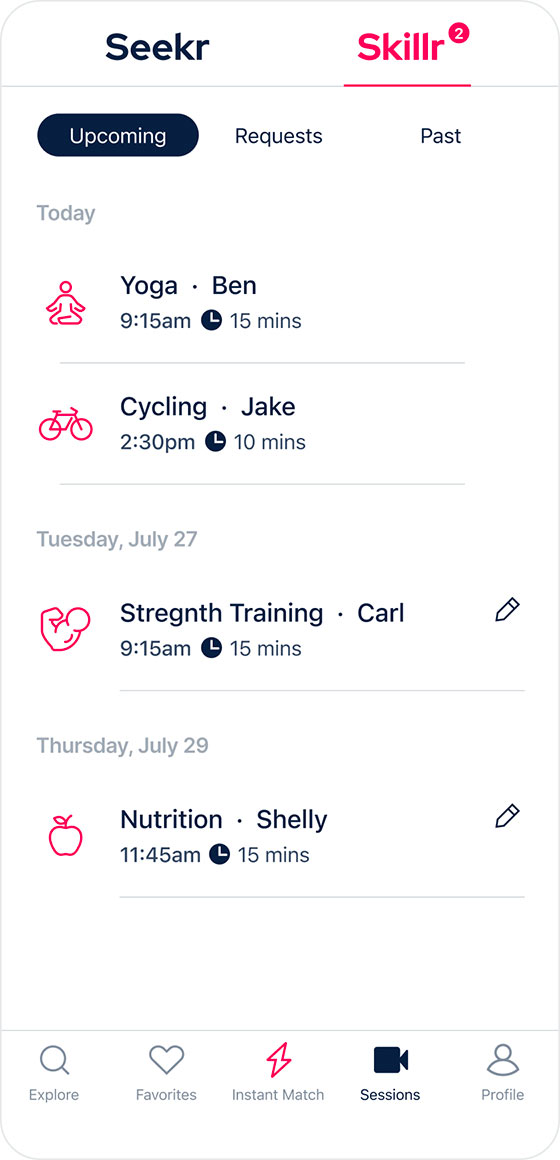 Seekr Skillr 2
Upcoming Requests Past
Today
Yoga · Ben
9:15am 15 mins
Cycling · Jake
2:30pm 10 mins
Tuesday, July 27
Stregnth Training · Carl
9:15am 15 mins
Thursday, July 29
Nutrition · Shelly
11:45am 15 mins
Explore Favorites Instant Match Sessions Profile